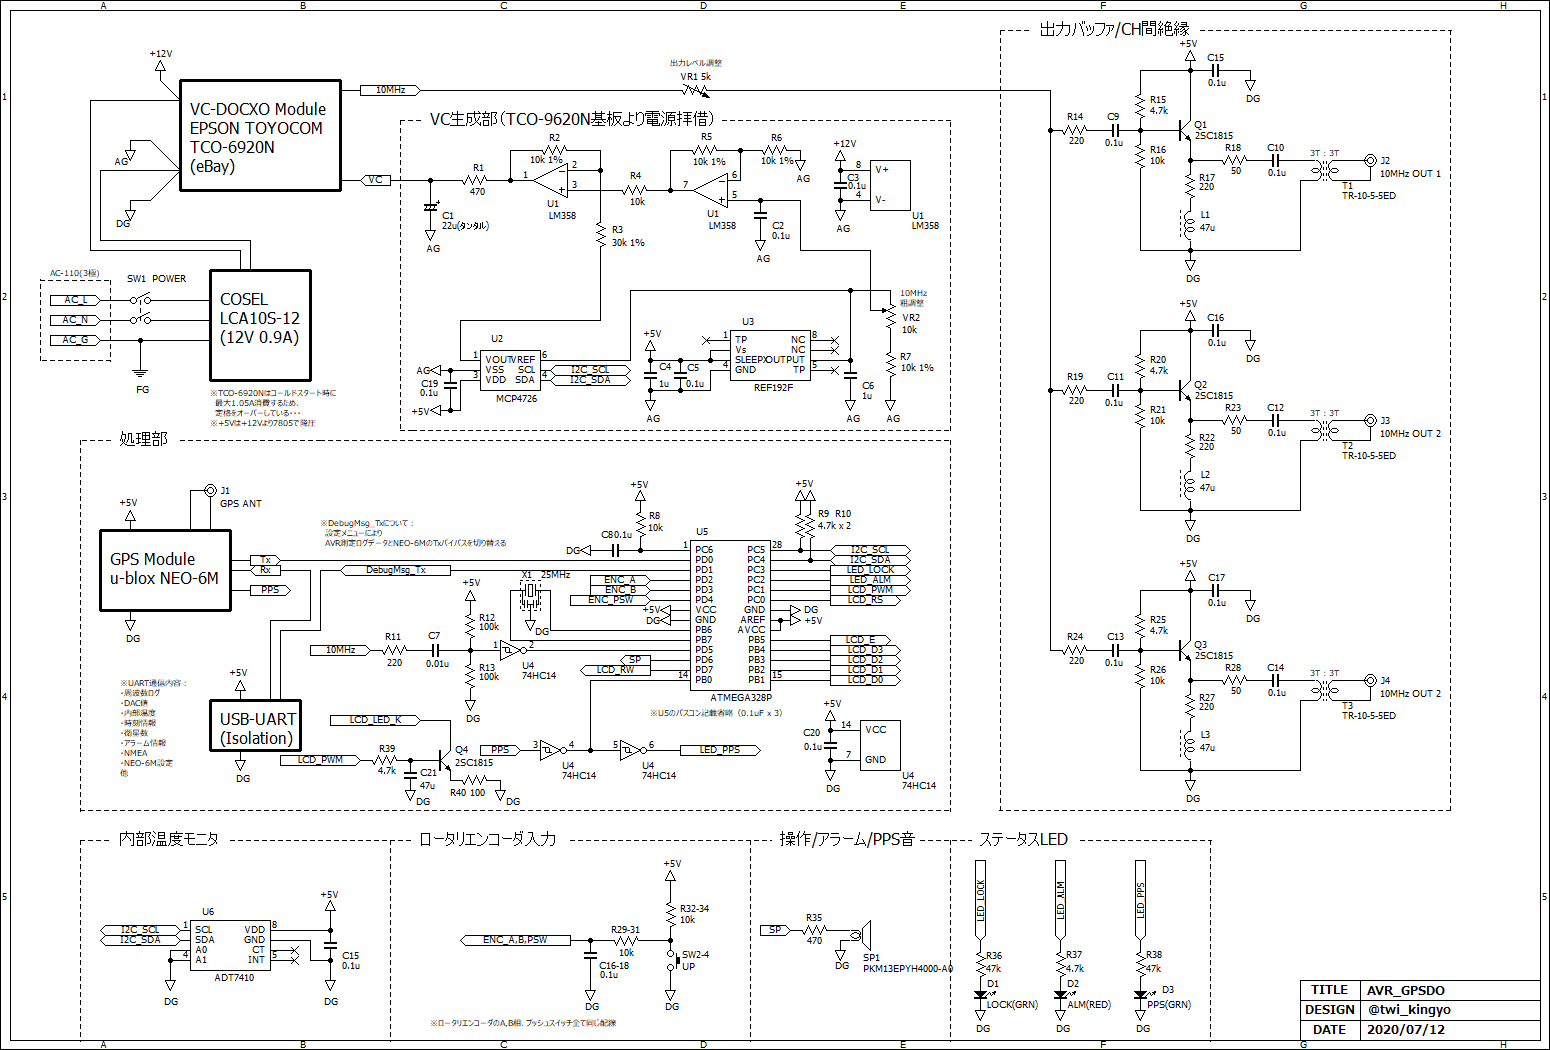 A B C D E F G H
1
2
3
4
5
出力バッファ/CH間絶縁
+5V
C15
0.1u
DG
R15
4.7k
R14
220
C9
0.1u
Q1
2SC1815
R16
10k
R18
50
C10
0.1u
3T : 3T
J2
10MHz OUT 1
T1
TR-10-5-5ED
R17
220
L1
47u
DG
+5V
C16
0.1u
DG
R20
4.7k
R19
220
C11
0.1u
Q2
2SC1815
R21
10k
R23
50
C12
0.1u
3T : 3T
J3
10MHz OUT 2
T2
TR-10-5-5ED
R22
220
L2
47u
DG
+5V
C17
0.1u
DG
R25
4.7k
R24
220
C13
0.1u
Q3
2SC1815
R26
10k
R28
50
C14
0.1u
3T : 3T
J4
10MHz OUT 2
T3
TR-10-5-5ED
R27
220
L3
47u
DG
+12V
VC-DOCXO Module
EPSON TOYOCOM
TCO-6920N
(eBay)
AG
DG
10MHz
VC
出力レベル調整
VR1 5k
AC-110(3極)
AC_L
AC_N
AC_G
SW1 POWER
FG
COSEL
LCA10S-12
(12V 0.9A)
※TCO-6920Nはコールドスタート時に
最大1.05A消費するため、
定格をオーバーしている・・・
※+5Vは+12Vより7805で降圧
VC生成部（TCO-9620N基板より電源拝借）
R1
470
C1
22u(タンタル)
AG
R2
10k 1%
1
2
3
U1
LM358
R4
10k
R3
30k 1%
R5
10k 1%
R6
10k 1%
AG
7
6
5
U1
LM358
C2
0.1u
AG
+12V
C3
0.1u
AG
8
4
V+
V-
U1
LM358
10MHz
粗調整
VR2
10k
R7
10k 1%
AG
U2
1 VOUT VREF 6
VSS SCL
3 VDD SDA 4
MCP4726
I2C_SCL
I2C_SDA
AG
C19
0.1u
+5V
+5V
C4
1u
C5
0.1u
AG
U3
1 TP NC 8
Vs NC
SLEEP OUTPUT
4 GND TP 5
REF192F
C6
1u
AG
処理部
+5V
J1
GPS ANT
GPS Module
u-blox NEO-6M
DG
Tx
Rx
PPS
※DebugMsg_Txについて：
設定メニューにより
AVR測定ログデータとNEO-6MのTxバイパスを切り替える
DebugMsg_Tx
+5V
R8
10k
DG
C8 0.1u
U5
1 PC6 PC5 28
PD0 PC4
PD1 PC3
PD2 PC2
PD3 PC1
PD4 PC0
VCC GND
GND AREF
PB6 AVCC
PB7 PB5
PD5 PB4
PD6 PB3
PD7 PB2
14 PB0 PB1 15
ATMEGA328P
※U5のパスコン記載省略（0.1uF x 3）
ENC_A
ENC_B
ENC_PSW
+5V
DG
SP
LCD_RW
+5V
R9 R10
4.7k x 2
I2C_SCL
I2C_SDA
LED_LOCK
LED_ALM
LCD_PWM
LCD_RS
DG
+5V
LCD_E
LCD_D3
LCD_D2
LCD_D1
LCD_D0
X1 25MHz
DG
+5V
R12
100k
10MHz
R11
220
C7
0.01u
R13
100k
DG
1
2
U4
74HC14
※UART通信内容：
・周波数ログ
・DAC値
・内部温度
・時刻情報
・衛星数
・アラーム情報
・NMEA
・NEO-6M設定
他
+5V
USB-UART
(Isolation)
DG
LCD_LED_K
LCD_PWM
R39
4.7k
C21
47u
DG
Q4
2SC1815
R40 100
DG
PPS
3
4
U4
74HC14
5
6
U4
74HC14
LED_PPS
+5V
C20
0.1u
DG
14 VCC
7 GND
U4
74HC14
内部温度モニタ
U6
I2C_SCL
I2C_SDA
1 SCL VDD 8
SDA GND
A0 CT
4 A1 INT 5
ADT7410
DG
+5V
C15
0.1u
DG
ロータリエンコーダ入力
+5V
R32-34
10k
ENC_A,B,PSW
R29-31
10k
C16-18
0.1u
DG
SW2-4
UP
DG
※ロータリエンコーダのA,B相、プッシュスイッチ全て同じ配線
操作/アラーム/PPS音
SP
R35
470
DG
SP1
PKM13EPYH4000-A0
ステータスLED
LED_LOCK
R36
47k
D1
LOCK(GRN)
DG
LED_ALM
R37
4.7k
D2
ALM(RED)
DG
LED_PPS
R38
47k
D3
PPS(GRN)
DG
TITLE AVR_GPSDO
DESIGN @twi_kingyo
DATE 2020/07/12
A B C D E F G H